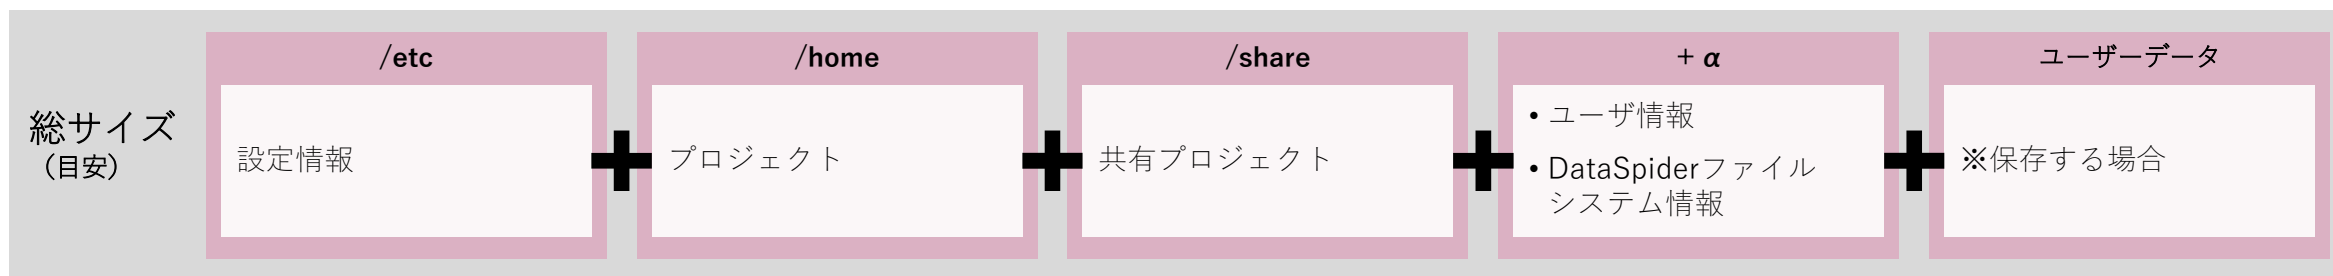 総サイズ
（目安）
/etc
設定情報
/home
プロジェクト
/share
共有プロジェクト
+ α
• ユーザ情報
• DataSpiderファイル
システム情報
ユーザーデータ
※保存する場合